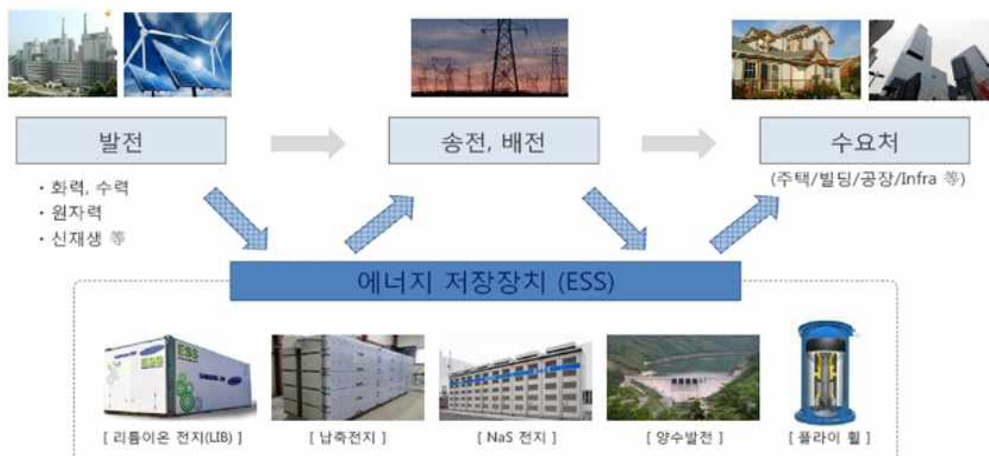 발전
송전, 배전
수요처
• 화력, 수력
• 원자력
• 신재생 等
(주택/빌딩/공장/Infra 等)
에너지 저장장치 (ESS)
ESS
ESS
[ 리튬이온 전지(LIB) ]
[ 납축전지 ]
[ NaS 전지 ]
[ 양수발전 ]
[ 플라이 휠 ]